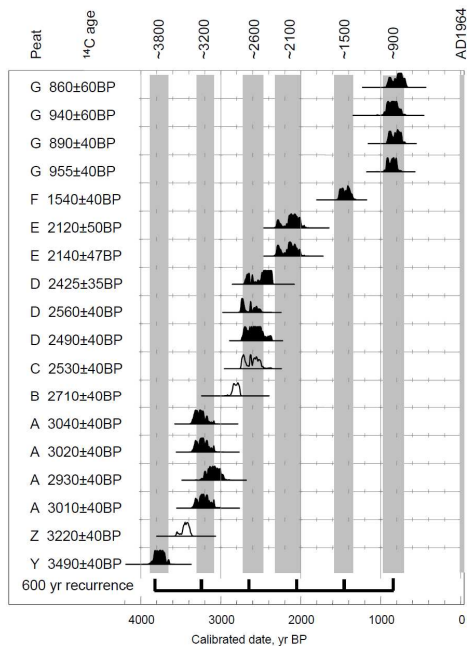 Peat ¹⁴C age ~3800 ~3200 ~2600 ~2100 ~1500 ~900 AD1964
G 860±60BP
G 940±60BP
G 890±40BP
G 955±40BP
F 1540±40BP
E 2120±50BP
E 2140±47BP
D 2425±35BP
D 2560±40BP
D 2490±40BP
C 2530±40BP
B 2710±40BP
A 3040±40BP
A 3020±40BP
A 2930±40BP
A 3010±40BP
Z 3220±40BP
Y 3490±40BP
600 yr recurrence
4000 3000 2000 1000 0
Calibrated date, yr BP